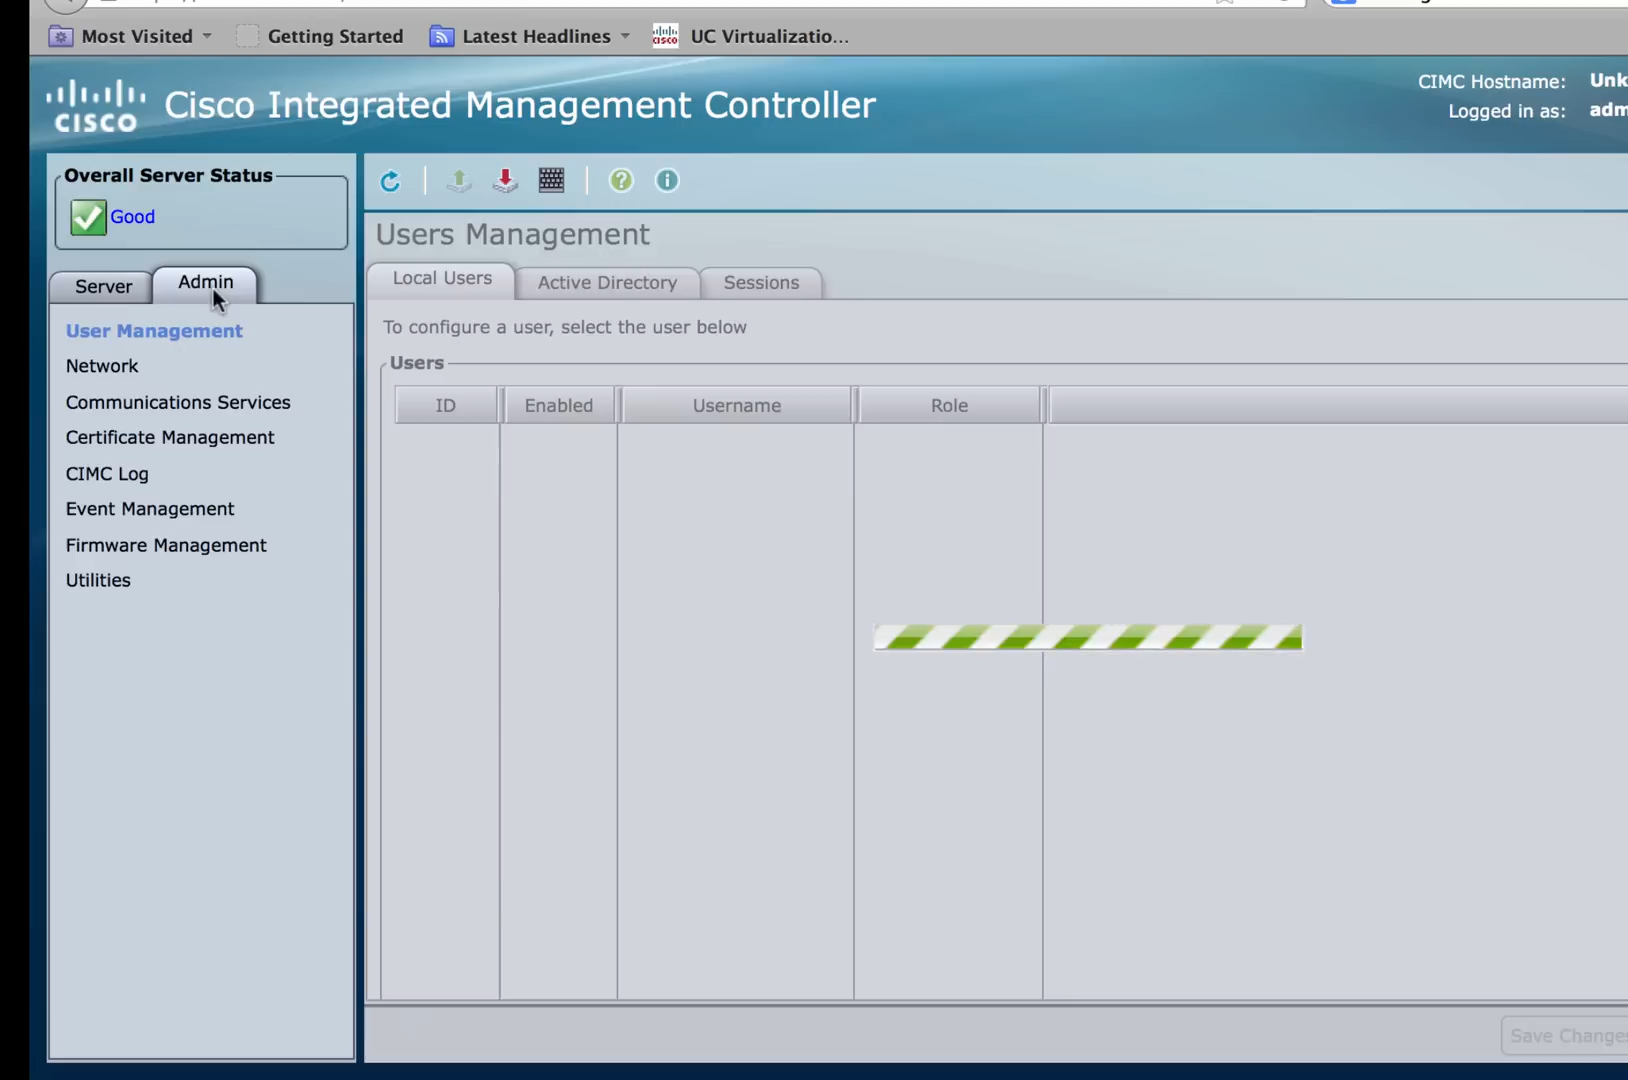 Most Visited
Getting Started
Latest Headlines
UC Virtualizatio...
CISCO
Cisco Integrated Management Controller
CIMC Hostname: Unk
Logged in as: adm
Overall Server Status
Good
Server
Admin
User Management
Network
Communications Services
Certificate Management
CIMC Log
Event Management
Firmware Management
Utilities
Users Management
Local Users
Active Directory
Sessions
To configure a user, select the user below
Users
ID
Enabled
Username
Role
Save Changes